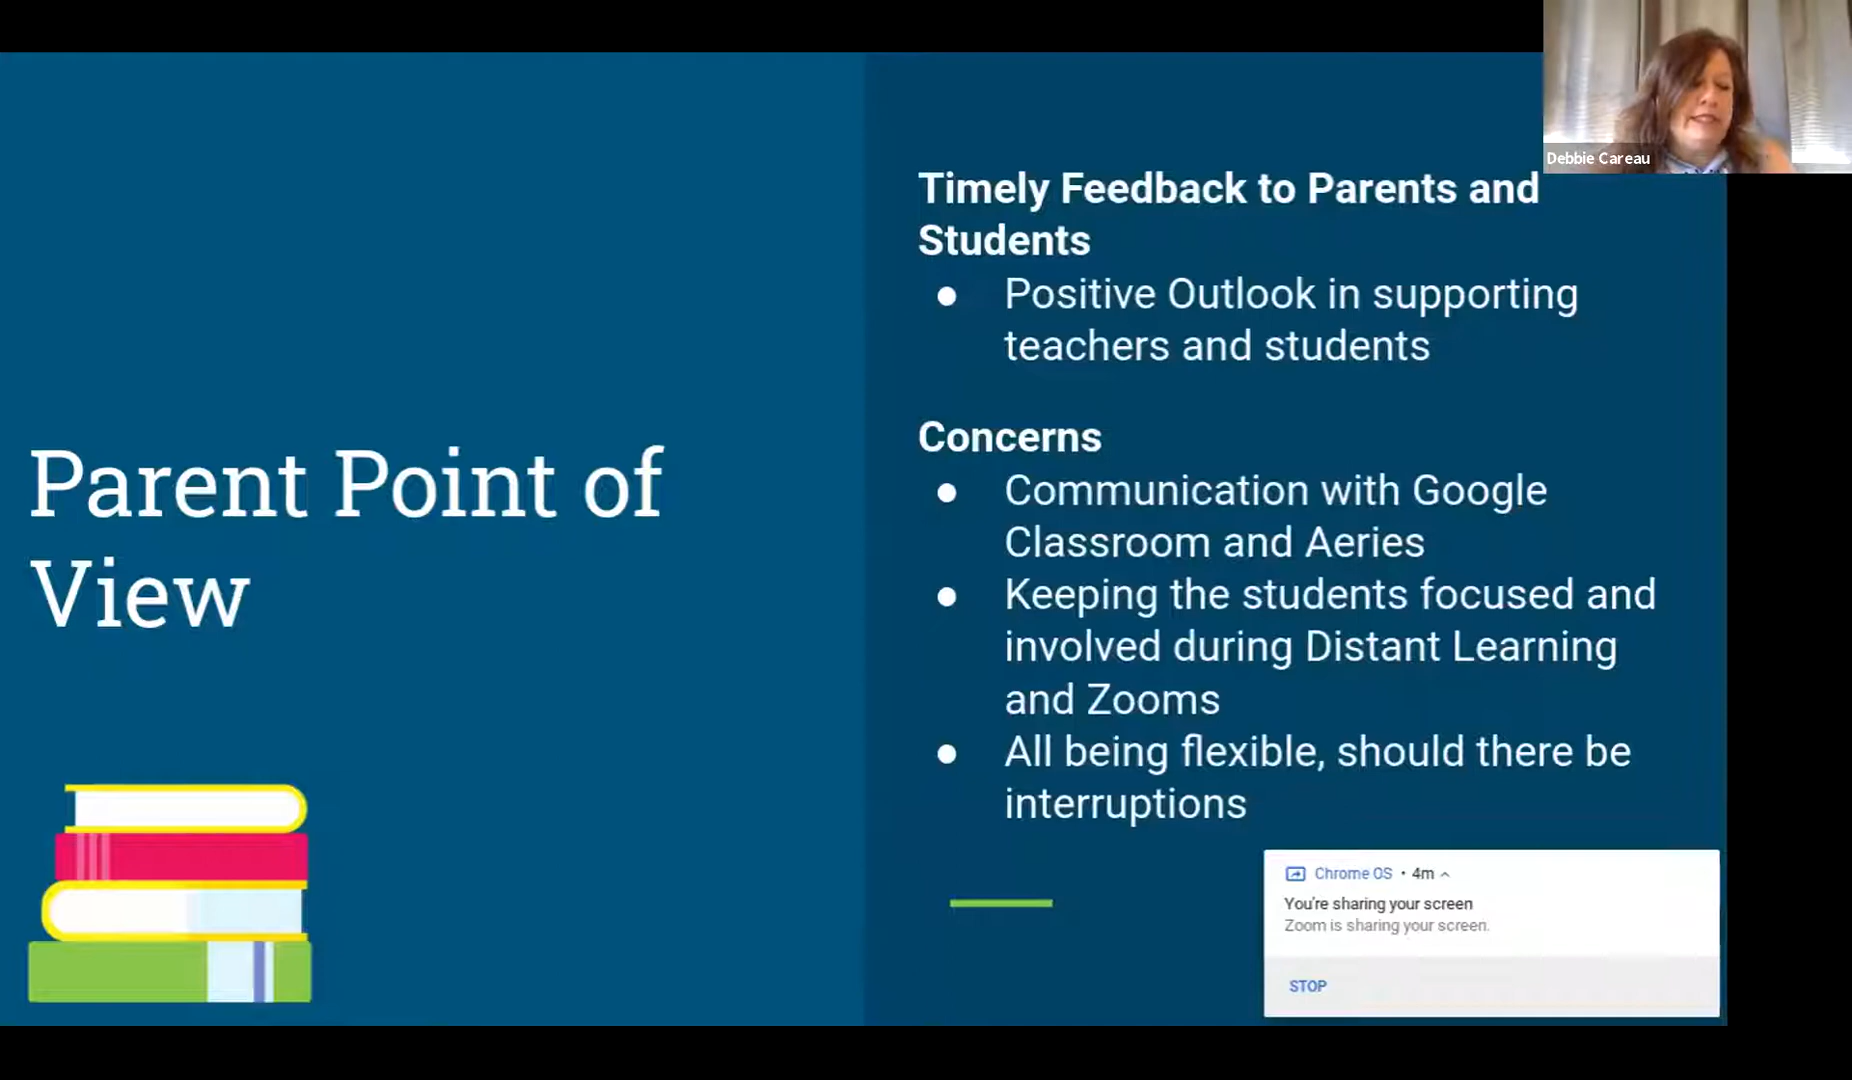 Debbie Careau
Parent Point of
View
Timely Feedback to Parents and
Students
● Positive Outlook in supporting
teachers and students
Concerns
● Communication with Google
Classroom and Aeries
● Keeping the students focused and
involved during Distant Learning
and Zooms
● All being flexible, should there be
interruptions
Chrome OS • 4m
You're sharing your screen
Zoom is sharing your screen.
STOP